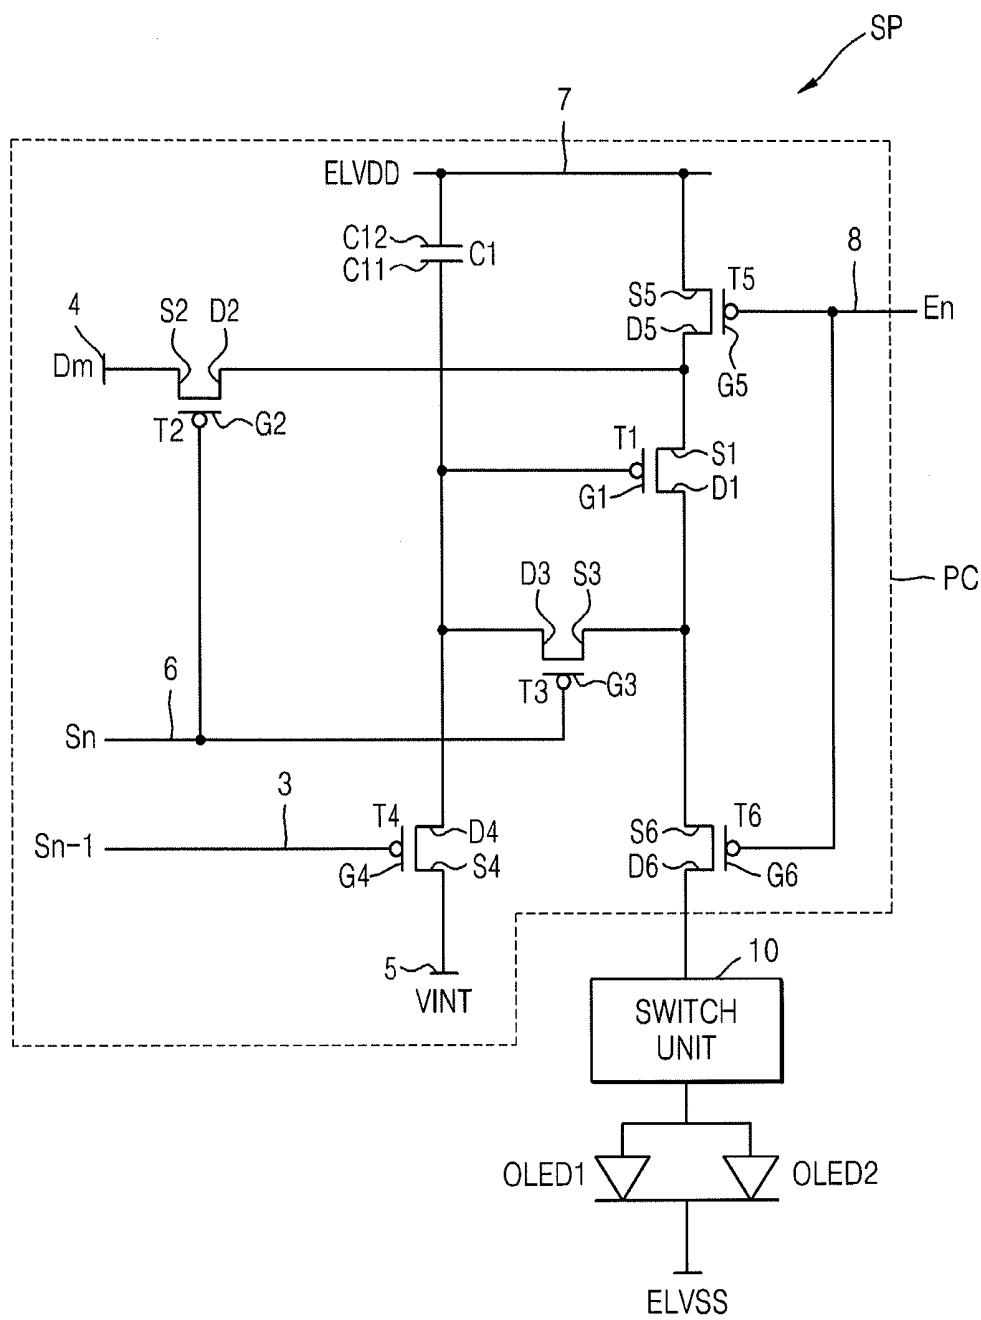 SP
7
ELVDD
C12
C11
C1
8
T5
S5
D5
G5
En
4
S2
D2
Dm
T2
G2
T1
S1
G1
D1
PC
D3
S3
T3
G3
6
Sn
3
Sn-1
T4
D4
G4
S4
T6
S6
D6
G6
5
VINT
10
SWITCH
UNIT
OLED1
OLED2
ELVSS